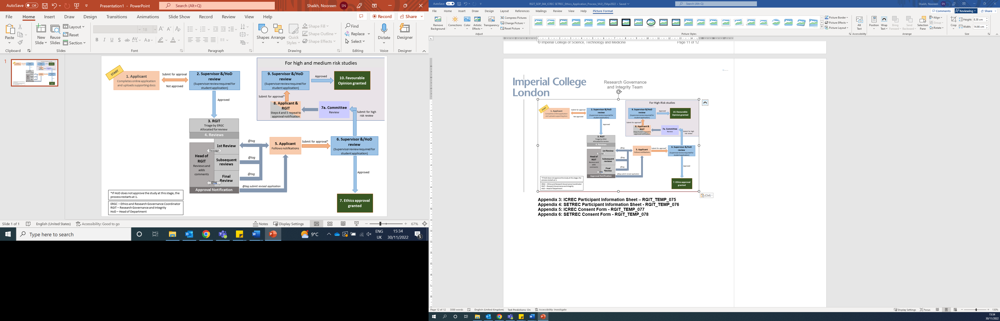 AutoSave Off
Presentation1 - PowerPoint
Search (Alt+Q)
Shaikh, Nooreen SN
File Home Insert Draw Design Transitions Animations Slide Show Record Review View Help
Record Share
Paste
New Slide
Reuse Slides
Layout
Reset
Section
18
B I U S ab AV Aa A
Shapes Arrange Quick Styles
Shape Fill
Shape Outline
Shape Effects
Find
Replace
Select
Dictate
Designer
Clipboard Slides Font Paragraph Drawing Editing Voice Designer
1
For high and medium risk studies
START
1. Applicant
Completes online application
and uploads supporting docs
Submit for approval
Not approved
2. Supervisor &/HoD
review
(Supervisor review required for
student application)
9. Supervisor &/HoD
review
(Supervisor review required for
student application)
Approved
10. Favourable
Opinion granted
Submit for approval*
Approved
8. Applicant &
RGIT
Steps 4 and 5 repeat to
approval notification
7a. Committee
Review
Submit for high
risk review
3. RGIT
Triage by ERGC
Allocated for review
4. Reviews
1st Review
Reassign
Head of
RGIT
Reviews and
adds
comments
Subsequent
reviews
Final
Review
@tag
Approval Notification
@tag
@tag
@tag
@tag submit revised application
5. Applicant
Follows notifications
Submit for approval*
6. Supervisor &/HoD
review
(Supervisor review required for
student application)
Approved
7. Ethics approval
granted
*If HoD does not approve the study at this stage, the
process restarts at 1.
ERGC – Ethics and Research Governance Coordinator
RGIT – Research Governance and Integrity
HoD – Head of Department
Slide 1 of 1
English (United States)
Accessibility: Good to go
Notes
Display Settings
67%
Type here to search
9°C
ENG
UK
15:34
30/11/2022
5
AutoSave On
RGIT_SOP_044_ICREC SETREC_Ethics_Application_Process_V4.0_25Apr2022 • Saved
Search (Alt+Q)
Shaikh, Nooreen SN
File Home Insert Draw Design Layout References Mailings Review View Help Picture Format
Comments Reviewing Share
Remove Background
Corrections
Color
Artistic Effects
Transparency
Compress Pictures
Change Picture
Reset Picture
Picture Border
Picture Effects
Picture Layout
Alt Text
Position
Wrap Text
Bring Forward
Send Backward
Selection Pane
Align
Group
Rotate
Crop
Height: 8.38 cm
Width: 14.66 cm
Adjust Picture Styles Accessibility Arrange Size
© Imperial College of Science, Technology and Medicine
Page 11 of 12
Imperial College
London
Research Governance
and Integrity Team
For High-Risk studies
START
1. Applicant
Completes online application
and uploads supporting docs
Submit for approval
Not approved
2. Supervisor &/HoD
review
(Supervisor review required for
student application)
9. Supervisor &/HoD
review
(Supervisor review required for
student application)
Approved
10. Favourable
Opinion granted
Submit for approval*
Approved
8. Applicant &
RGIT
Steps 4 and 5 repeat to
approval notification
7a. Committee
Review
Submit for high
risk review
3. RGIT
Triage by ERGC
Allocated for review
4. Reviews
1st Review
Head of
RGIT
Reviews and
adds
comments
Subsequent
reviews
Final
Review
Approval Notification
@tag
@tag
@tag
@tag submit revised application
5. Applicant
Follows notifications
Submit for approval*
6. Supervisor &/HoD
review
(Supervisor review required for
student application)
Approved
7. Ethics approval
granted
*If HoD does not approve the study at this stage, the
process restarts at 1.
ERGC – Ethics and Research Governance Coordinator
RGIT – Research Governance and Integrity
HoD – Head of Department
(Ctrl)
Appendix 3: ICREC Participant Information Sheet – RGIT_TEMP_075
Appendix 4: SETREC Participant Information Sheet - RGIT_TEMP_076
Appendix 5: ICREC Consent Form - RGIT_TEMP_077
Appendix 6: SETREC Consent Form - RGIT_TEMP_078
Page 12 of 12
3088 words
English (United Kingdom)
Text Predictions: On
Accessibility: Investigate
Display Settings
Focus
130%
15:34
30/11/2022